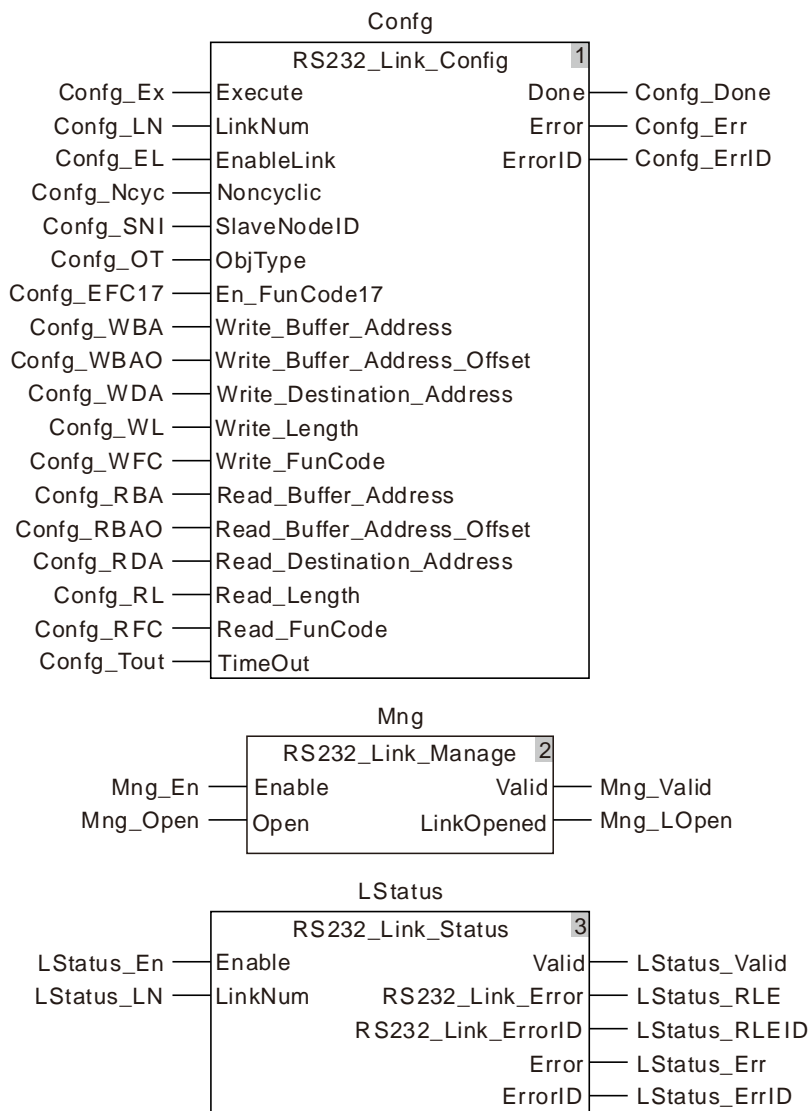 Confg
RS232_Link_Config 1
Confg_Ex Execute Done Confg_Done
Confg_LN LinkNum Error Confg_Err
Confg_EL EnableLink ErrorID Confg_ErrID
Confg_Ncyc Noncyclic
Confg_SNI SlaveNodeID
Confg_OT ObjType
Confg_EFC17 En_FunCode17
Confg_WBA Write_Buffer_Address
Confg_WBAO Write_Buffer_Address_Offset
Confg_WDA Write_Destination_Address
Confg_WL Write_Length
Confg_WFC Write_FunCode
Confg_RBA Read_Buffer_Address
Confg_RBAO Read_Buffer_Address_Offset
Confg_RDA Read_Destination_Address
Confg_RL Read_Length
Confg_RFC Read_FunCode
Confg_Tout TimeOut
Mng
RS232_Link_Manage 2
Mng_En Enable Valid Mng_Valid
Mng_Open Open LinkOpened Mng_LOpen
LStatus
RS232_Link_Status 3
LStatus_En Enable Valid LStatus_Valid
LStatus_LN LinkNum RS232_Link_Error LStatus_RLE
RS232_Link_ErrorID LStatus_RLEID
Error LStatus_Err
ErrorID LStatus_ErrID